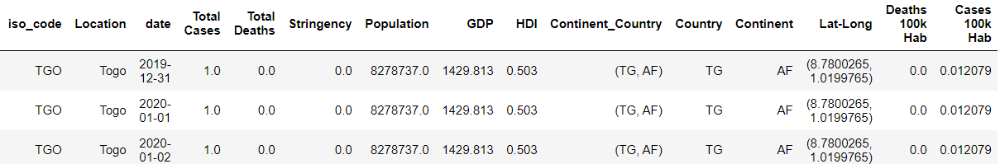 iso_code Location date Total Cases Total Deaths Stringency Population GDP HDI Continent_Country Country Continent Lat-Long Deaths 100k Hab Cases 100k Hab
TGO Togo 2019-12-31 1.0 0.0 0.0 8278737.0 1429.813 0.503 (TG, AF) TG AF (8.7800265, 1.0199765) 0.0 0.012079
TGO Togo 2020-01-01 1.0 0.0 0.0 8278737.0 1429.813 0.503 (TG, AF) TG AF (8.7800265, 1.0199765) 0.0 0.012079
TGO Togo 2020-01-02 1.0 0.0 0.0 8278737.0 1429.813 0.503 (TG, AF) TG AF (8.7800265, 1.0199765) 0.0 0.012079